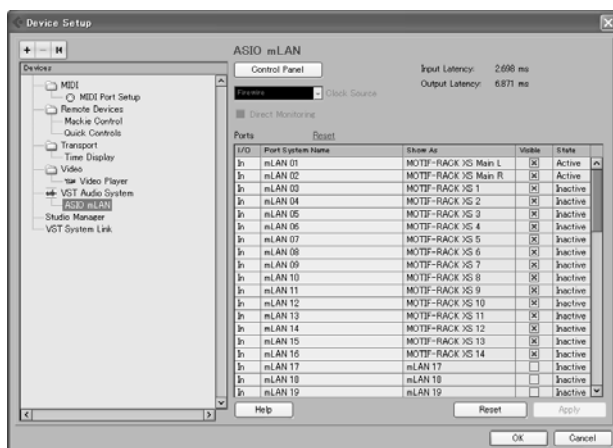 Device Setup
Devices
MIDI
MIDI Port Setup
Remote Devices
Mackie Control
Quick Controls
Transport
Time Display
Video
Video Player
VST Audio System
ASIO mLAN
Studio Manager
VST System Link
ASIO mLAN
Control Panel
Input Latency: 2.698 ms
Output Latency: 6.871 ms
Firewire
Clock Source
Direct Monitoring
Ports Reset
I/O Port System Name Show As Visible State
In mLAN 01 MOTIF-RACK XS Main L Active
In mLAN 02 MOTIF-RACK XS Main R Active
In mLAN 03 MOTIF-RACK XS 1 Inactive
In mLAN 04 MOTIF-RACK XS 2 Inactive
In mLAN 05 MOTIF-RACK XS 3 Inactive
In mLAN 06 MOTIF-RACK XS 4 Inactive
In mLAN 07 MOTIF-RACK XS 5 Inactive
In mLAN 08 MOTIF-RACK XS 6 Inactive
In mLAN 09 MOTIF-RACK XS 7 Inactive
In mLAN 10 MOTIF-RACK XS 8 Inactive
In mLAN 11 MOTIF-RACK XS 9 Inactive
In mLAN 12 MOTIF-RACK XS 10 Inactive
In mLAN 13 MOTIF-RACK XS 11 Inactive
In mLAN 14 MOTIF-RACK XS 12 Inactive
In mLAN 15 MOTIF-RACK XS 13 Inactive
In mLAN 16 MOTIF-RACK XS 14 Inactive
In mLAN 17 mLAN 17 Inactive
In mLAN 18 mLAN 18 Inactive
In mLAN 19 mLAN 19 Inactive
Help Reset Apply
OK Cancel